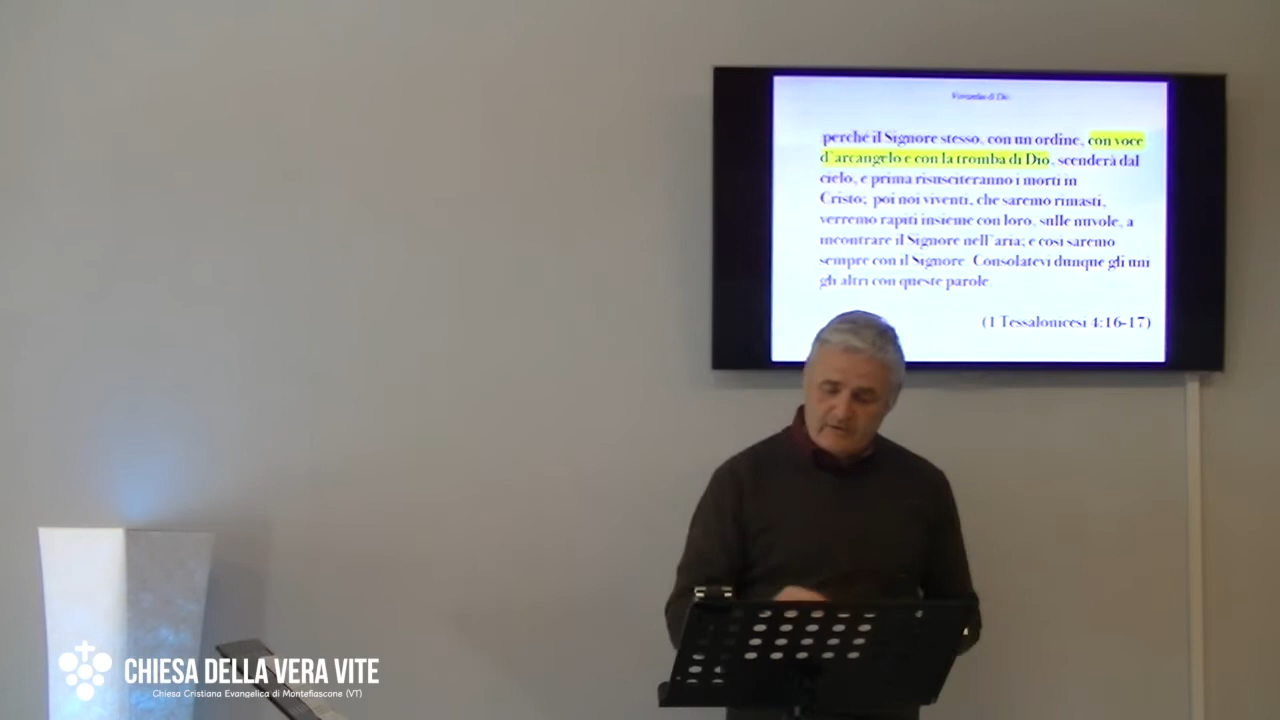 Vangelo di Dio
perché il Signore stesso, con un ordine, con voce
d'arcangelo e con la tromba di Dio, scenderà dal
cielo, e prima risusciteranno i morti in
Cristo; poi noi viventi, che saremo rimasti,
verremo rapiti insieme con loro, sulle nuvole, a
incontrare il Signore nell'aria; e così saremo
sempre con il Signore. Consolatevi dunque gli uni
gli altri con queste parole
(1 Tessalonicesi 4:16-17)
CHIESA DELLA VERA VITE
Chiesa Cristiana Evangelica di Montefiascone (VT)